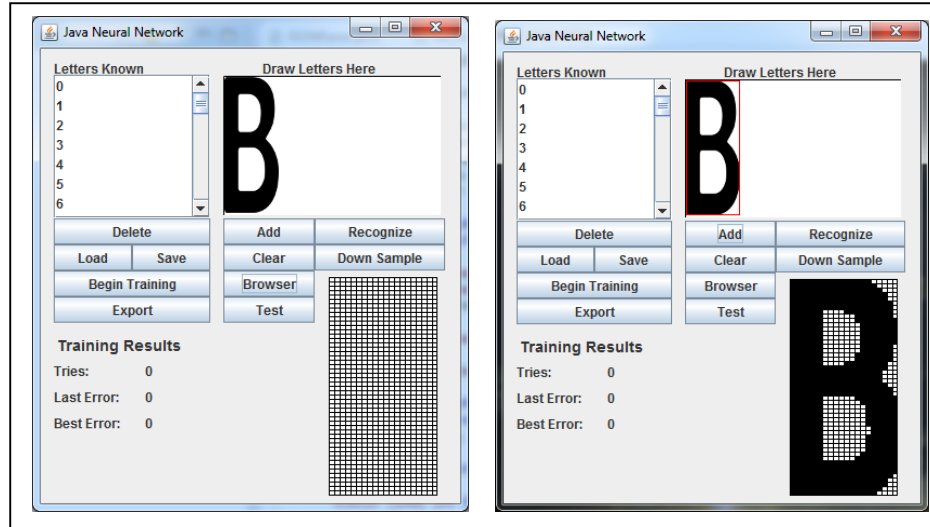 Java Neural Network
Letters Known
Draw Letters Here
0
1
2
3
4
5
6
B
Delete
Add
Recognize
Load
Save
Clear
Down Sample
Begin Training
Browser
Export
Test
Training Results
Tries: 0
Last Error: 0
Best Error: 0
B
Java Neural Network
Letters Known
Draw Letters Here
0
1
2
3
4
5
6
B
Delete
Add
Recognize
Load
Save
Clear
Down Sample
Begin Training
Browser
Export
Test
Training Results
Tries: 0
Last Error: 0
Best Error: 0
B